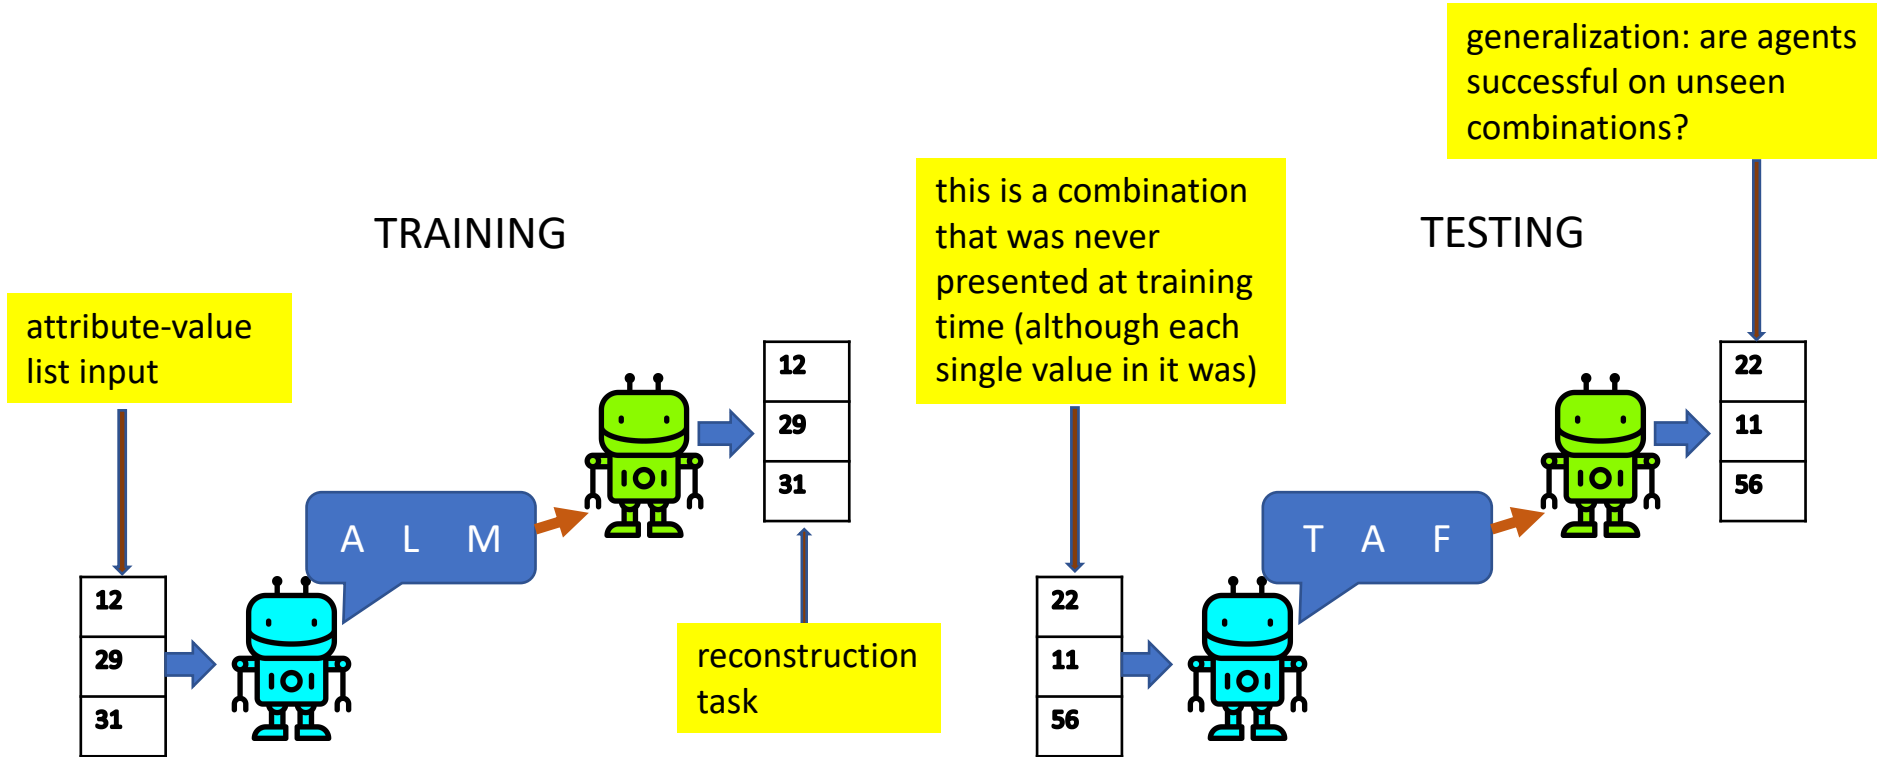 TRAINING
attribute-value
list input
12
29
31
A L M
12
29
31
reconstruction
task
this is a combination
that was never
presented at training
time (although each
single value in it was)
TESTING
generalization: are agents
successful on unseen
combinations?
22
11
56
T A F
22
11
56